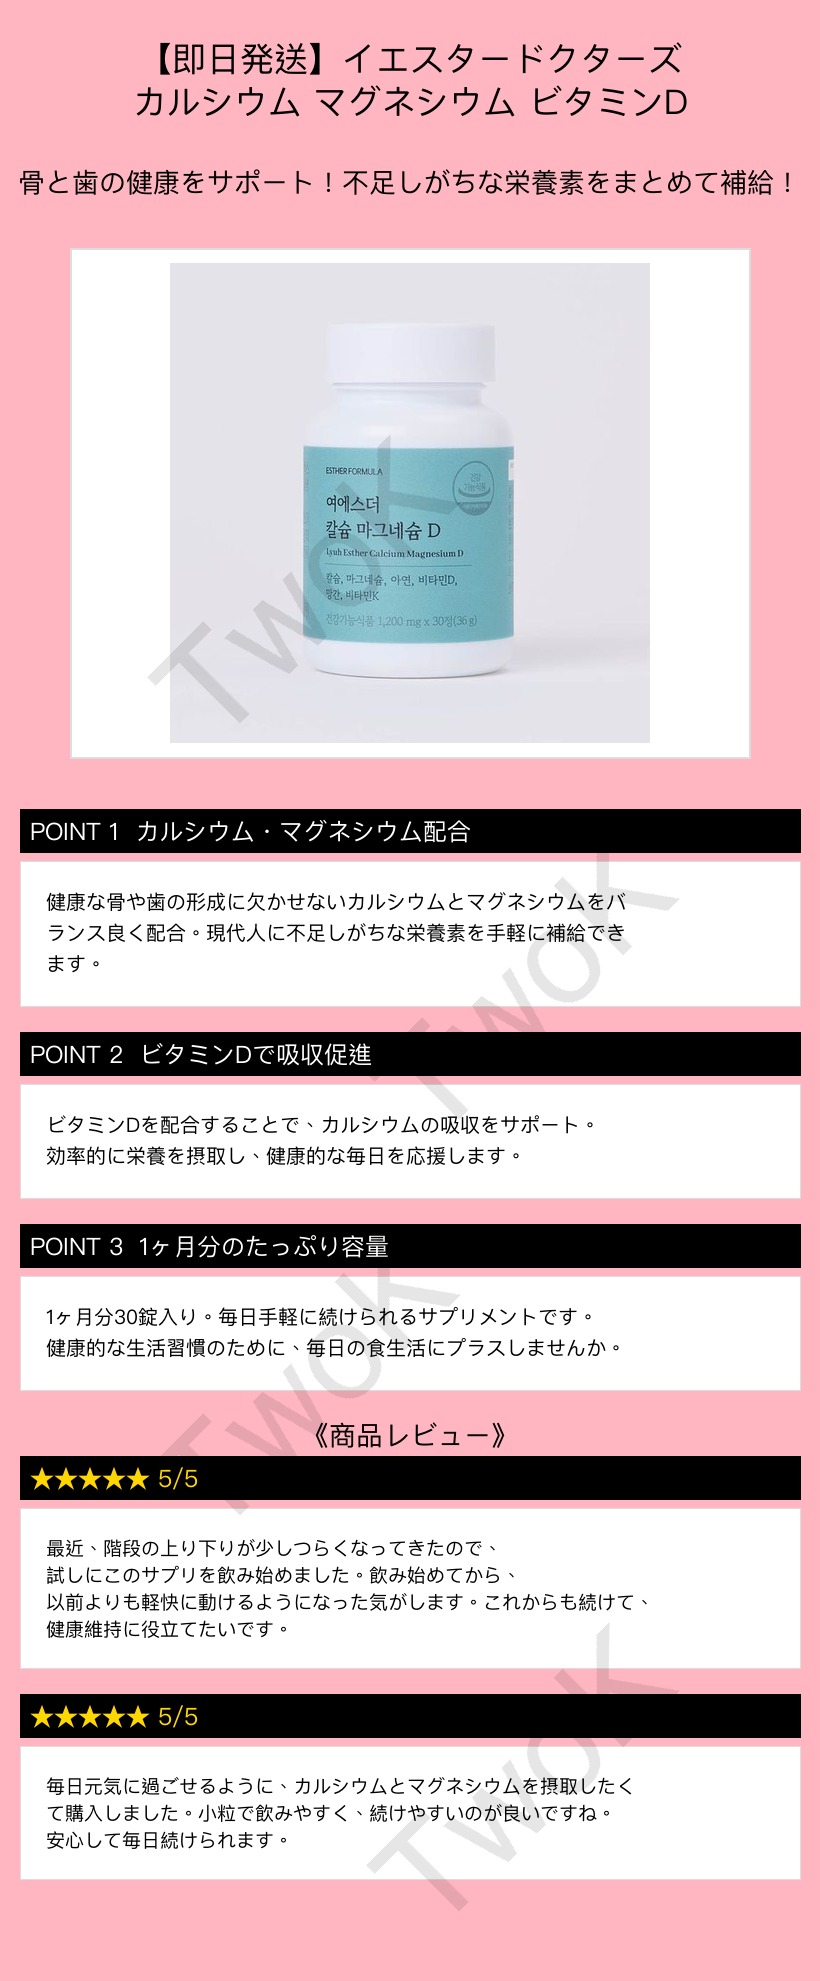 【即日発送】イエスタードクターズ
カルシウム マグネシウム ビタミンD
骨と歯の健康をサポート！不足しがちな栄養素をまとめて補給！
ESTHER FORMULA
건강
기능식품
여에스더
칼슘 마그네슘 D
Lyuh Esther Calcium Magnesium D
칼슘, 마그네슘, 아연, 비타민D,
망간, 비타민K
건강기능식품 1,200 mg x 30정(36 g)
TwoK
POINT 1 カルシウム・マグネシウム配合
健康な骨や歯の形成に欠かせないカルシウムとマグネシウムをバ
ランス良く配合。現代人に不足しがちな栄養素を手軽に補給でき
ます。
TwoK
POINT 2 ビタミンDで吸収促進
ビタミンDを配合することで、カルシウムの吸収をサポート。
効率的に栄養を摂取し、健康的な毎日を応援します。
POINT 3 1ヶ月分のたっぷり容量
1ヶ月分30錠入り。毎日手軽に続けられるサプリメントです。
健康的な生活習慣のために、毎日の食生活にプラスしませんか。
TwoK
《商品レビュー》
★★★★★ 5/5
最近、階段の上り下りが少しつらくなってきたので、
試しにこのサプリを飲み始めました。飲み始めてから、
以前よりも軽快に動けるようになった気がします。これからも続けて、
健康維持に役立てたいです。
★★★★★ 5/5
毎日元気に過ごせるように、カルシウムとマグネシウムを摂取したく
て購入しました。小粒で飲みやすく、続けやすいのが良いですね。
安心して毎日続けられます。
TwoK